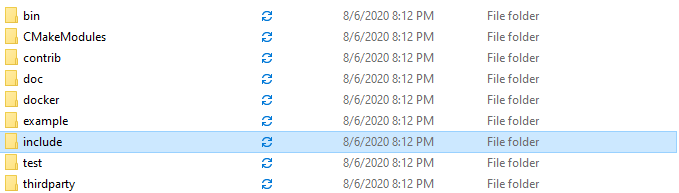 bin 8/6/2020 8:12 PM File folder
CMakeModules 8/6/2020 8:12 PM File folder
contrib 8/6/2020 8:12 PM File folder
doc 8/6/2020 8:12 PM File folder
docker 8/6/2020 8:12 PM File folder
example 8/6/2020 8:12 PM File folder
include 8/6/2020 8:12 PM File folder
test 8/6/2020 8:12 PM File folder
thirdparty 8/6/2020 8:12 PM File folder